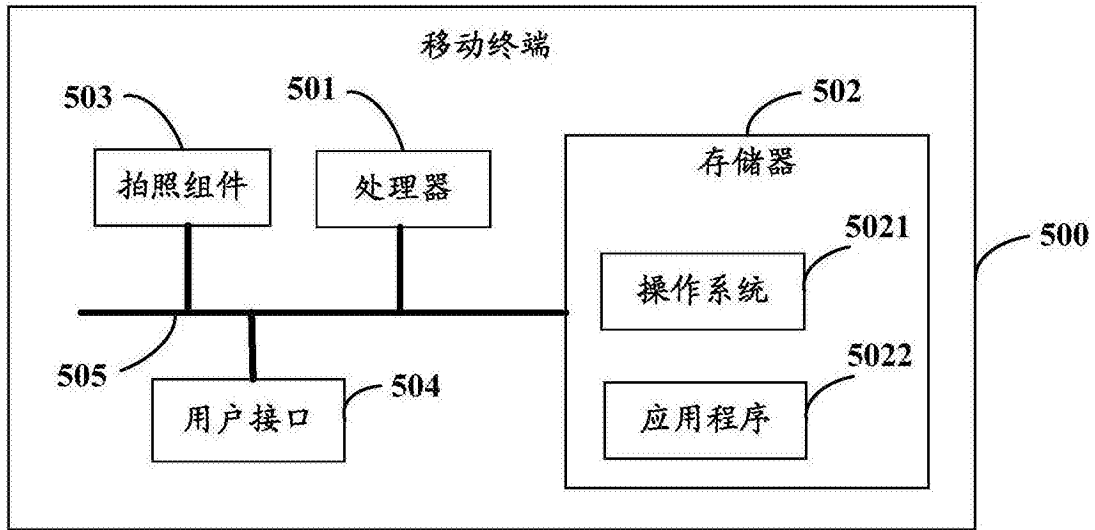 移动终端
503
501
502
拍照组件
处理器
存储器
5021
500
操作系统
505
504
5022
用户接口
应用程序